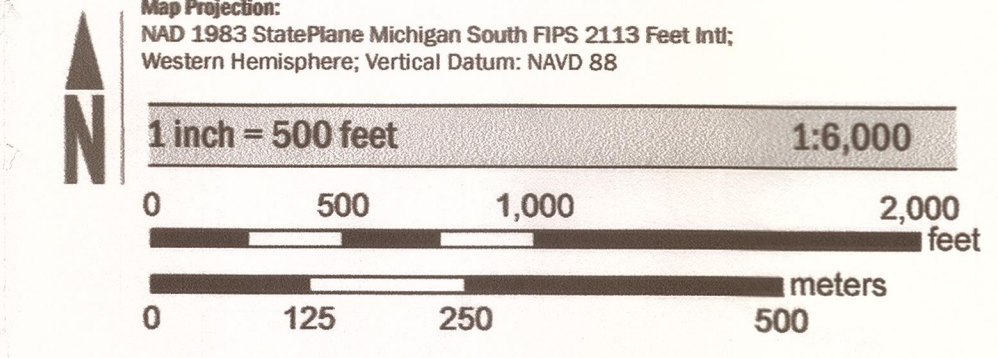 Map Projection:
NAD 1983 StatePlane Michigan South FIPS 2113 Feet Intl;
Western Hemisphere; Vertical Datum: NAVD 88
N
1 inch = 500 feet 1:6,000
0 500 1,000 2,000
feet
meters
0 125 250 500